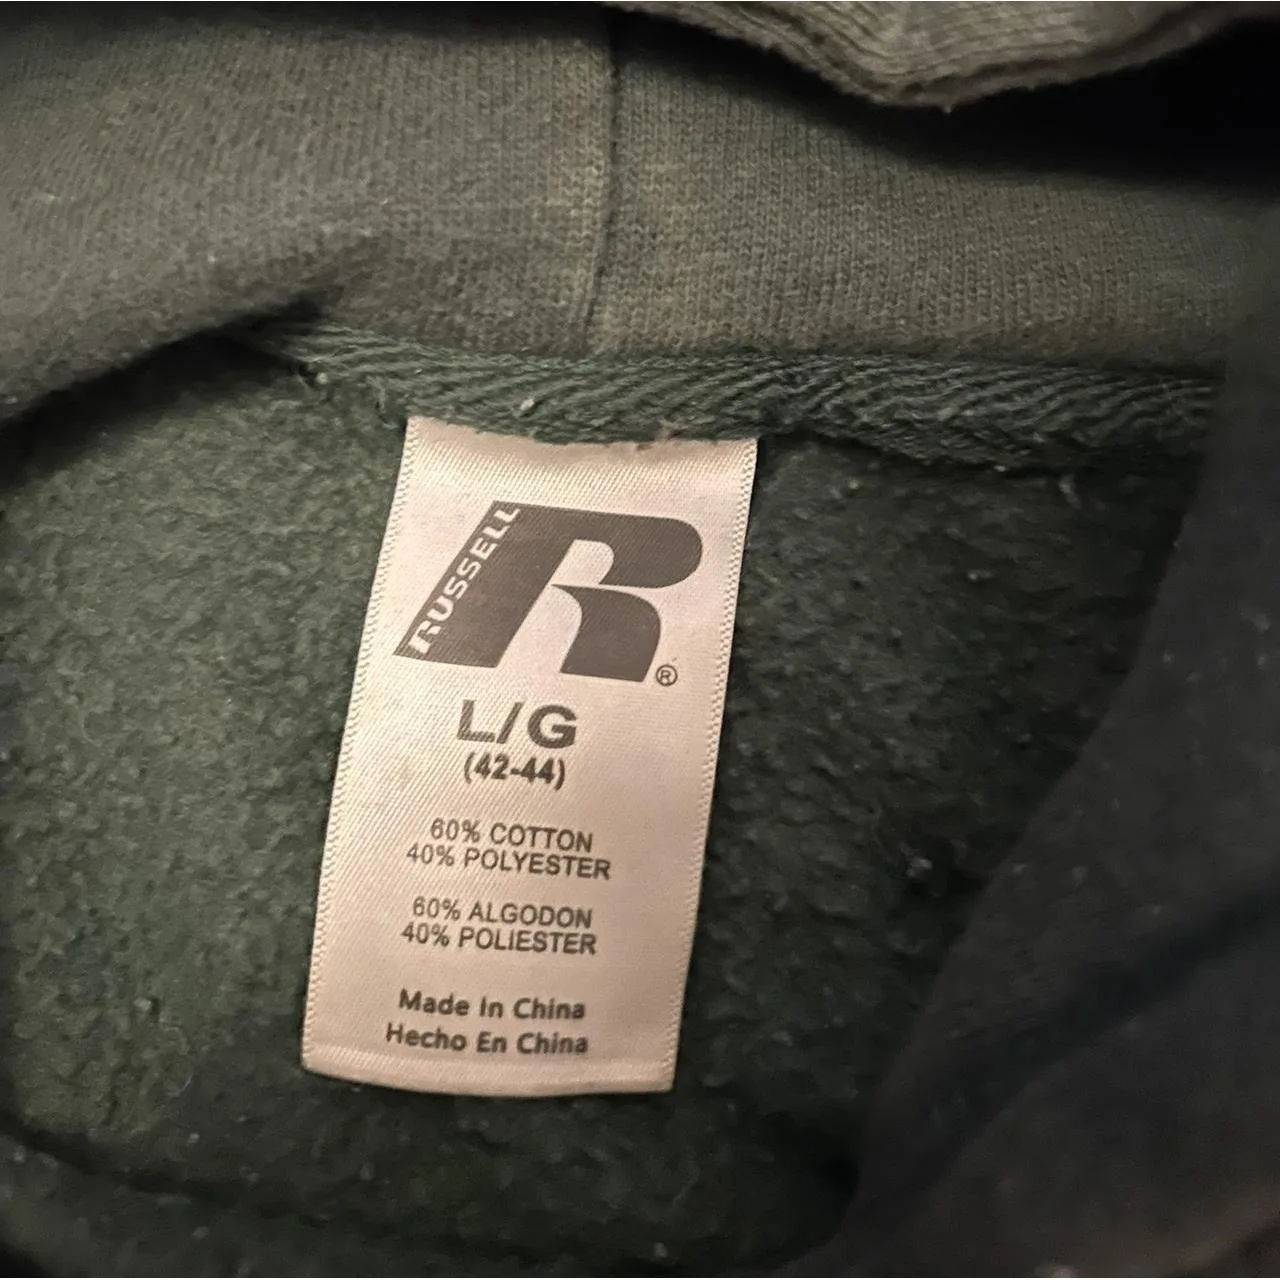 RUSSELL
R
®
L/G
(42-44)
60% COTTON
40% POLYESTER
60% ALGODON
40% POLIESTER
Made In China
Hecho En China